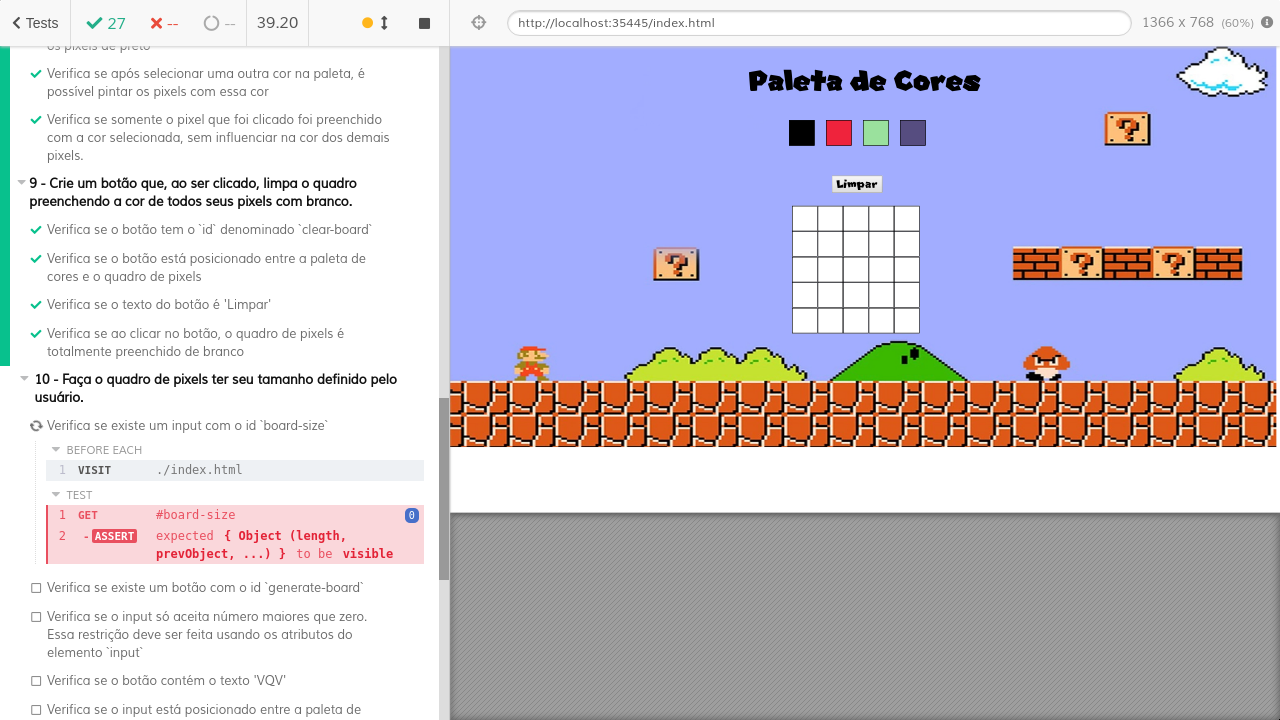 Tests
27
--
--
39.20
http://localhost:35445/index.html
1366 x 768 (60%)
os pixels de preto
Verifica se após selecionar uma outra cor na paleta, é
possível pintar os pixels com essa cor
Verifica se somente o pixel que foi clicado foi preenchido
com a cor selecionada, sem influenciar na cor dos demais
pixels.
9 - Crie um botão que, ao ser clicado, limpa o quadro
preenchendo a cor de todos seus pixels com branco.
Verifica se o botão tem o `id` denominado `clear-board`
Verifica se o botão está posicionado entre a paleta de
cores e o quadro de pixels
Verifica se o texto do botão é 'Limpar'
Verifica se ao clicar no botão, o quadro de pixels é
totalmente preenchido de branco
10 - Faça o quadro de pixels ter seu tamanho definido pelo
usuário.
Verifica se existe um input com o id `board-size`
BEFORE EACH
1 VISIT ./index.html
TEST
1 GET #board-size 0
2 -ASSERT expected { Object (length,
prevObject, ...) } to be visible
Verifica se existe um botão com o id `generate-board`
Verifica se o input só aceita número maiores que zero.
Essa restrição deve ser feita usando os atributos do
elemento `input`
Verifica se o botão contém o texto 'VQV'
Verifica se o input está posicionado entre a paleta de
Paleta de Cores
?
Limpar
?
? ?